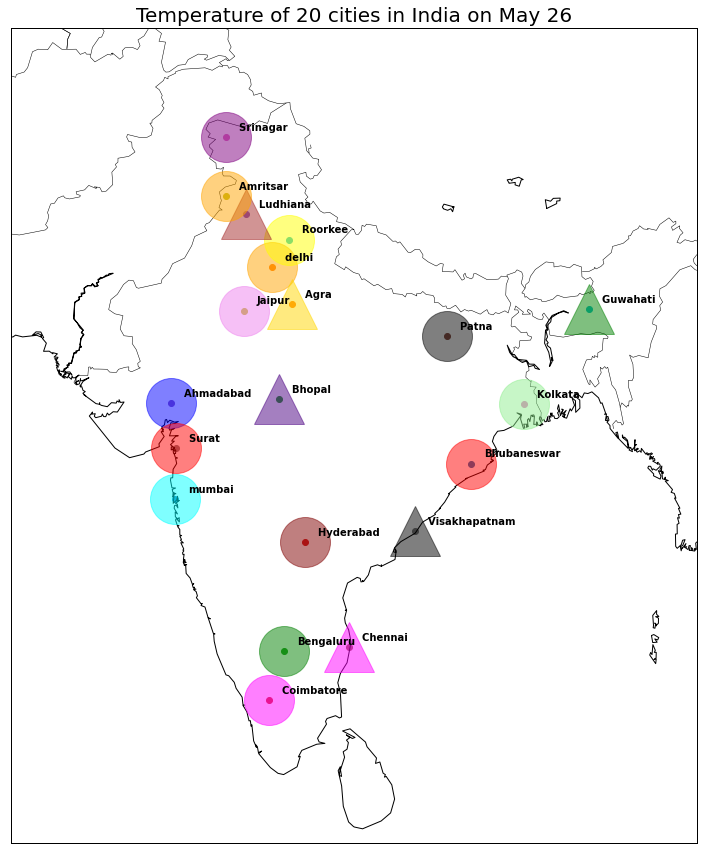 Temperature of 20 cities in India on May 26
Srinagar
Amritsar
Ludhiana
Roorkee
delhi
Agra
Jaipur
Guwahati
Patna
Bhopal
Ahmadabad
Kolkata
Surat
Bhubaneswar
mumbai
Visakhapatnam
Hyderabad
Chennai
Bengaluru
Coimbatore